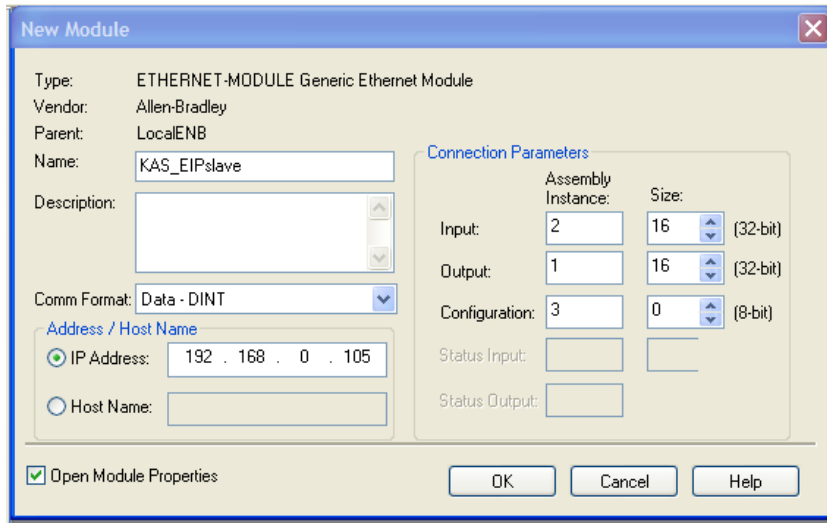 New Module
Type: ETHERNET-MODULE Generic Ethernet Module
Vendor: Allen-Bradley
Parent: LocalENB
Name: KAS_EIPslave
Description:
Comm Format: Data - DINT
Address / Host Name
IP Address: 192 . 168 . 0 . 105
Host Name:
Connection Parameters
Assembly
Instance: Size:
Input: 2 16 (32-bit)
Output: 1 16 (32-bit)
Configuration: 3 0 (8-bit)
Status Input:
Status Output:
Open Module Properties
OK Cancel Help